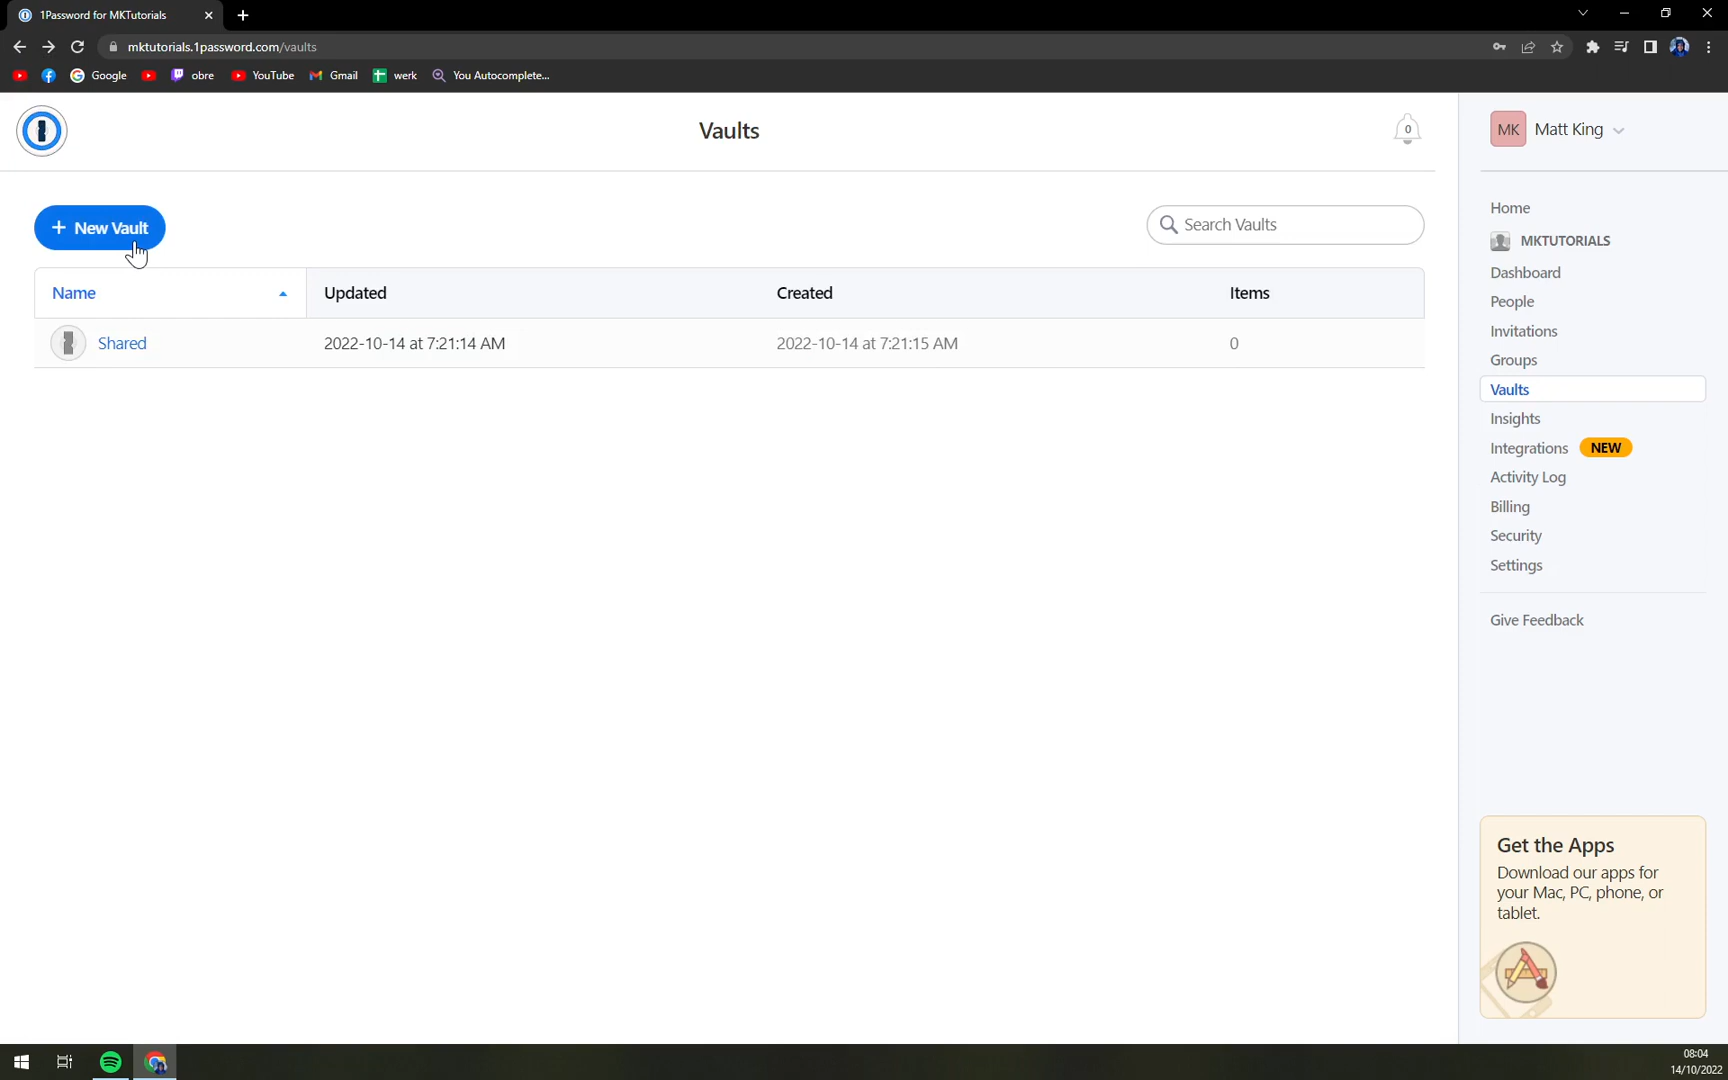 1Password for MKTutorials
mktutorials.1password.com/vaults
Google
obre
YouTube
Gmail
werk
You Autocomplete...
Vaults
0
MK Matt King
+ New Vault
Search Vaults
Name Updated Created Items
Shared 2022-10-14 at 7:21:14 AM 2022-10-14 at 7:21:15 AM 0
Home
MKTUTORIALS
Dashboard
People
Invitations
Groups
Vaults
Insights
Integrations NEW
Activity Log
Billing
Security
Settings
Give Feedback
Get the Apps
Download our apps for
your Mac, PC, phone, or
tablet.
08:04
14/10/2022